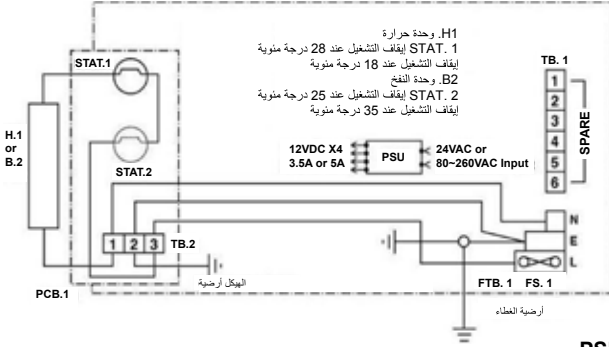 H1. وحدة حرارة
STAT. 1 إيقاف التشغيل عند 28 درجة مئوية
إيقاف التشغيل عند 18 درجة مئوية
B2. وحدة النفخ
STAT. 2 إيقاف التشغيل عند 25 درجة مئوية
إيقاف التشغيل عند 35 درجة مئوية
STAT.1
TB. 1
1
2
3
4
5
6
SPARE
H.1
or
B.2
STAT.2
12VDC X4
3.5A or 5A
PSU
24VAC or
80~260VAC Input
1 2 3 TB.2
N
E
L
الهيكل أرضية
PCB.1
FTB. 1 FS. 1
أرضية الغطاء